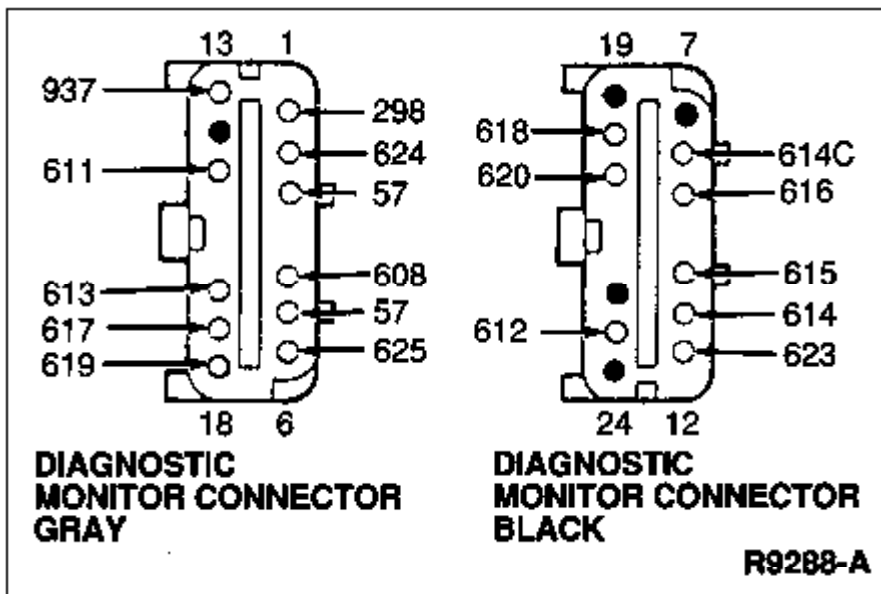 13 1
937 298
624
611 57
613 608
617 57
619 625
18 6
DIAGNOSTIC
MONITOR CONNECTOR
GRAY
19 7
618 614C
620 616
615
612 614
623
24 12
DIAGNOSTIC
MONITOR CONNECTOR
BLACK
R9288-A